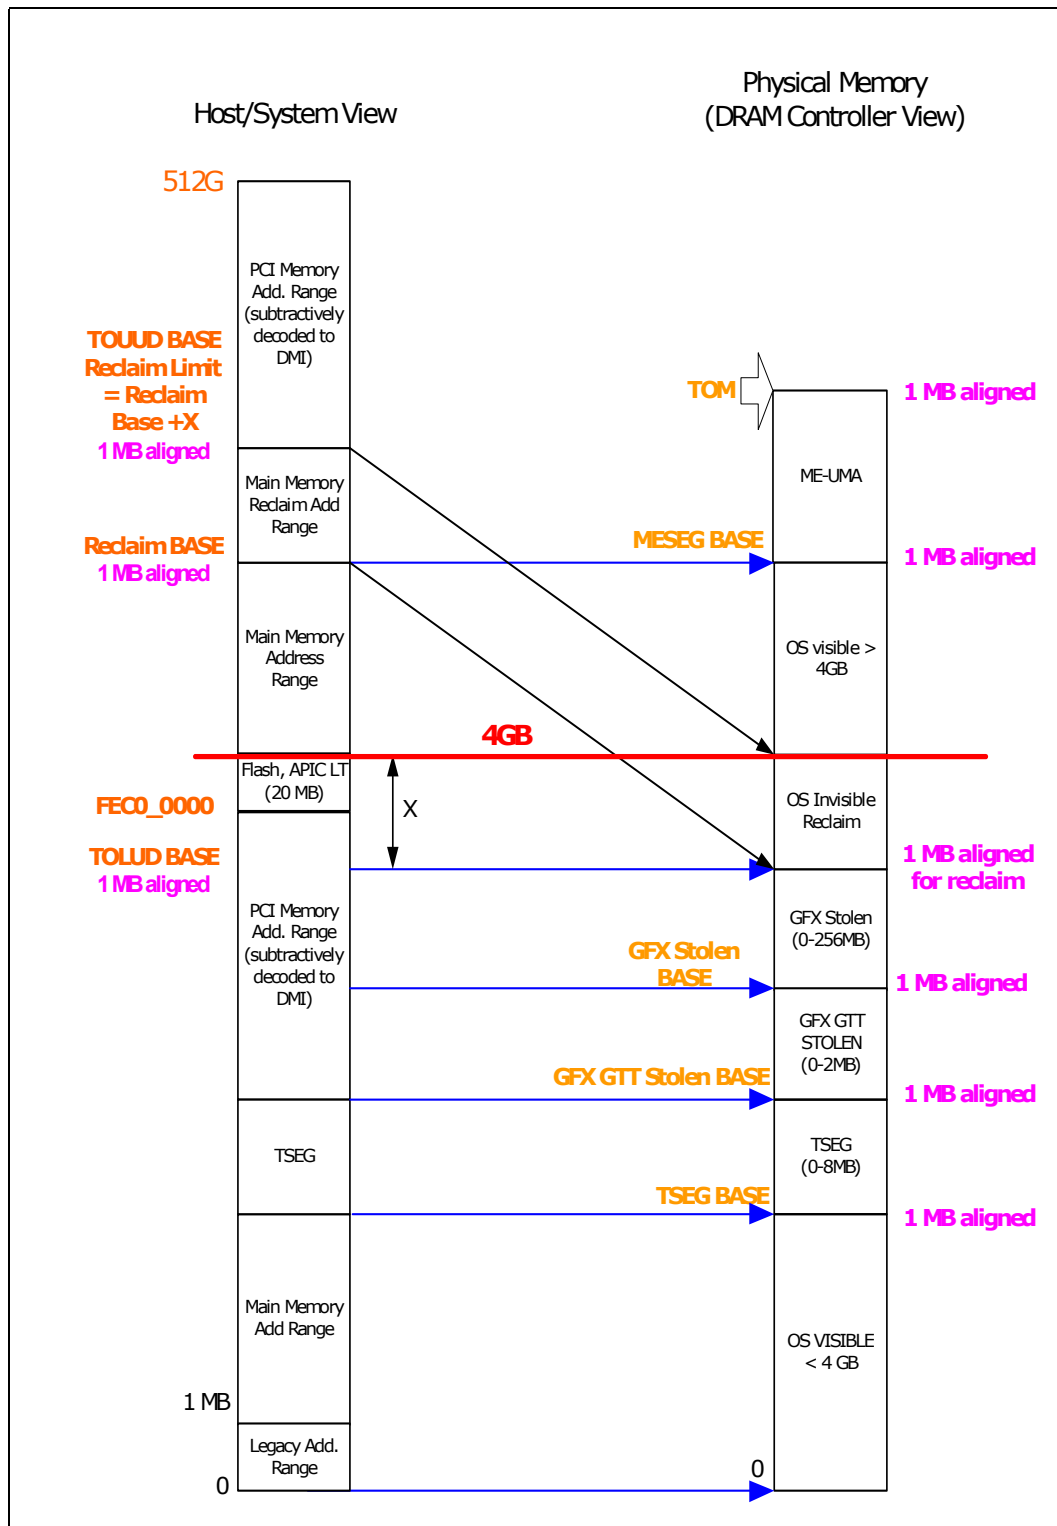 Physical Memory
(DRAM Controller View)
Host/System View
512G
PCI Memory
Add. Range
(subtractively
decoded to
DMI)
TOUUD BASE
Reclaim Limit
= Reclaim
Base +X
1 MB aligned
TOM
1 MB aligned
Main Memory
Reclaim Add
Range
ME-UMA
Reclaim BASE
1 MB aligned
MESEG BASE
1 MB aligned
Main Memory
Address
Range
OS visible >
4GB
4GB
Flash, APIC LT
(20 MB)
FEC0_0000
X
OS Invisible
Reclaim
TOLUD BASE
1 MB aligned
1 MB aligned
for reclaim
PCI Memory
Add. Range
(subtractively
decoded to
DMI)
GFX Stolen
(0-256MB)
GFX Stolen
BASE
1 MB aligned
GFX GTT
STOLEN
(0-2MB)
GFX GTT Stolen BASE
1 MB aligned
TSEG
TSEG
(0-8MB)
TSEG BASE
1 MB aligned
Main Memory
Add Range
OS VISIBLE
< 4 GB
1 MB
Legacy Add.
Range
0
0